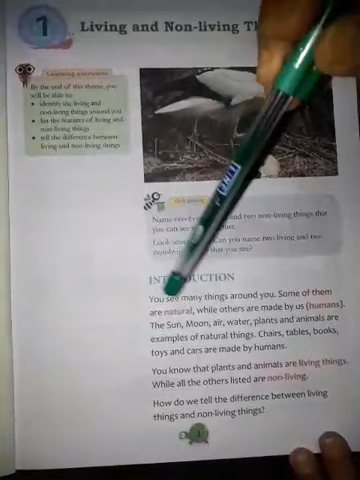 1
Living and Non-living Th
Learning outcomes
By the end of this theme, you
will be able to:
• identify the living and
non-living things around you
• list the features of living and
non-living things
• tell the difference between
living and non-living things
Name two and two non-living things that
you can see
Look Can you name two living and two
that you see?
INTRODUCTION
You see many things around you. Some of them
are natural, while others are made by us (humans).
The Sun, Moon, air, water, plants and animals are
examples of natural things. Chairs, tables, books,
toys and cars are made by humans.
You know that plants and animals are living things.
While all the others listed are non-living.
How do we tell the difference between living
things and non-living things?